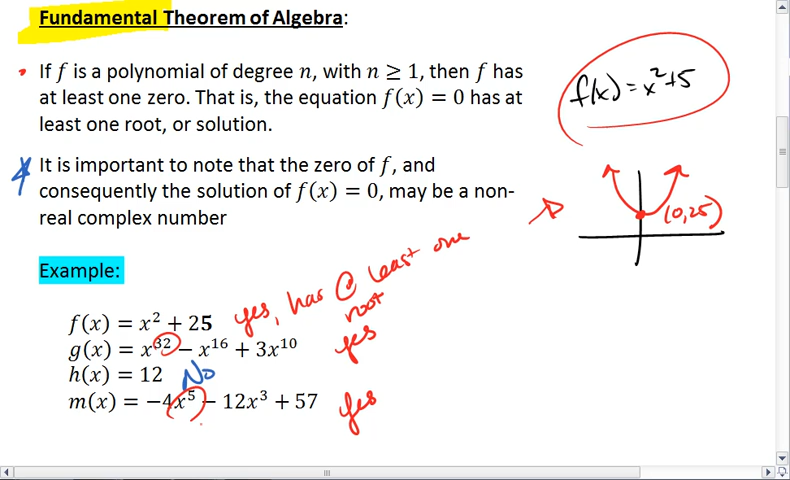 Fundamental Theorem of Algebra:
If f is a polynomial of degree n, with n ≥ 1, then f has
at least one zero. That is, the equation f(x) = 0 has at
least one root, or solution.
f(x) = x²+5
It is important to note that the zero of f, and
consequently the solution of f(x) = 0, may be a non-
real complex number
(0,25)
Example:
f(x) = x² + 25 yes, has @ least one
root
g(x) = x³² − x¹⁶ + 3x¹⁰ yes
h(x) = 12 No
m(x) = −4x⁵ − 12x³ + 57 yes